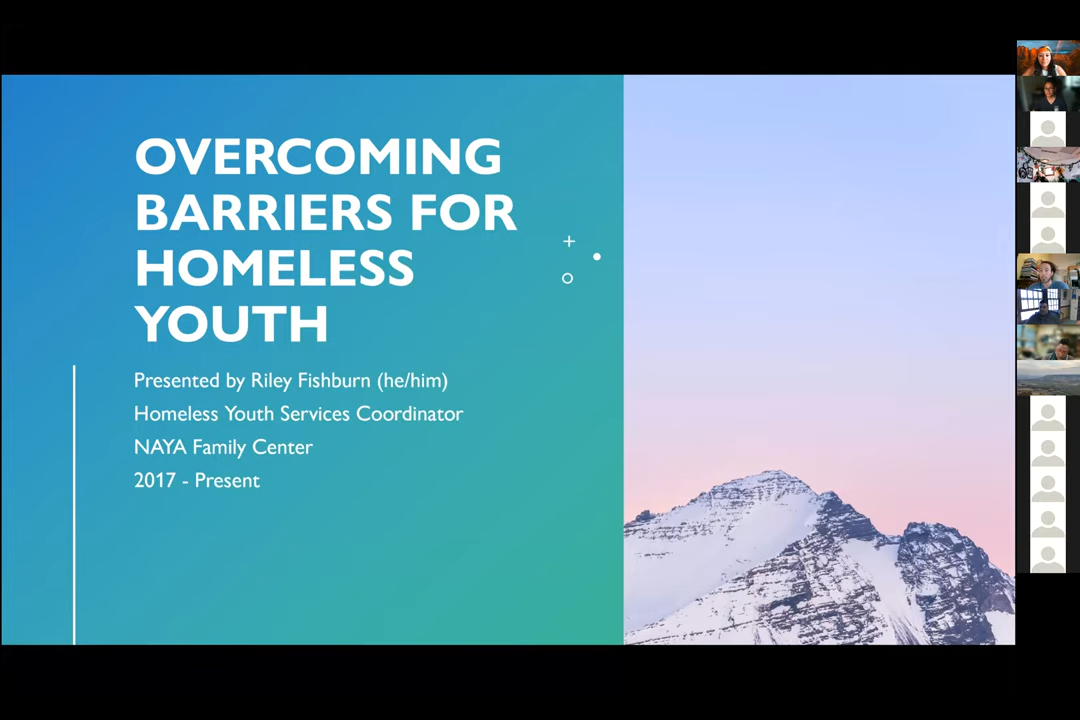 OVERCOMING
BARRIERS FOR
HOMELESS
YOUTH
Presented by Riley Fishburn (he/him)
Homeless Youth Services Coordinator
NAYA Family Center
2017 - Present